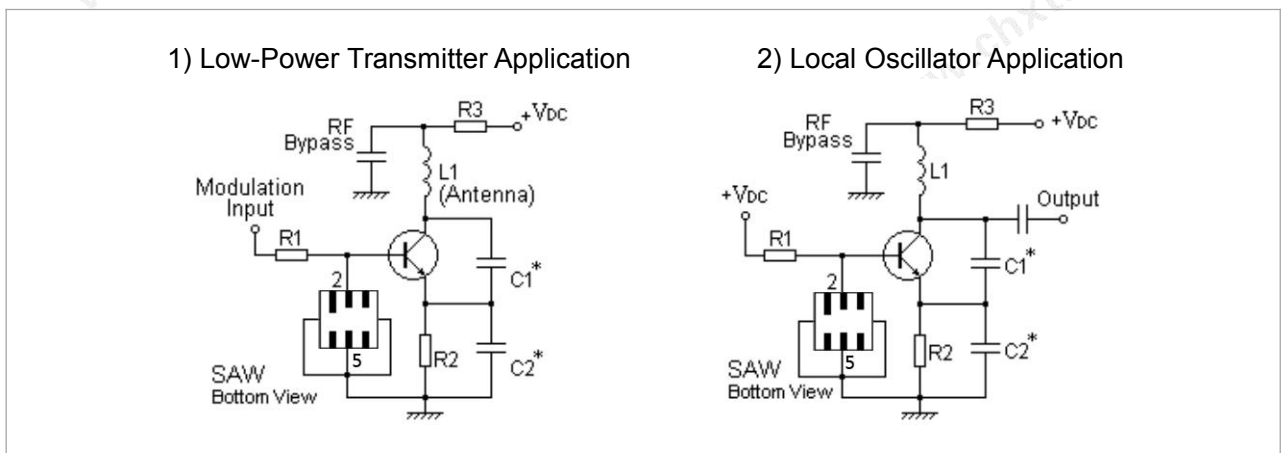 1) Low-Power Transmitter Application
RF
Bypass
R3
+VDC
L1
(Antenna)
Modulation
Input
R1
C1*
2
5
R2
C2*
SAW
Bottom View
2) Local Oscillator Application
RF
Bypass
R3
+VDC
L1
+VDC
Output
R1
C1*
2
5
R2
C2*
SAW
Bottom View